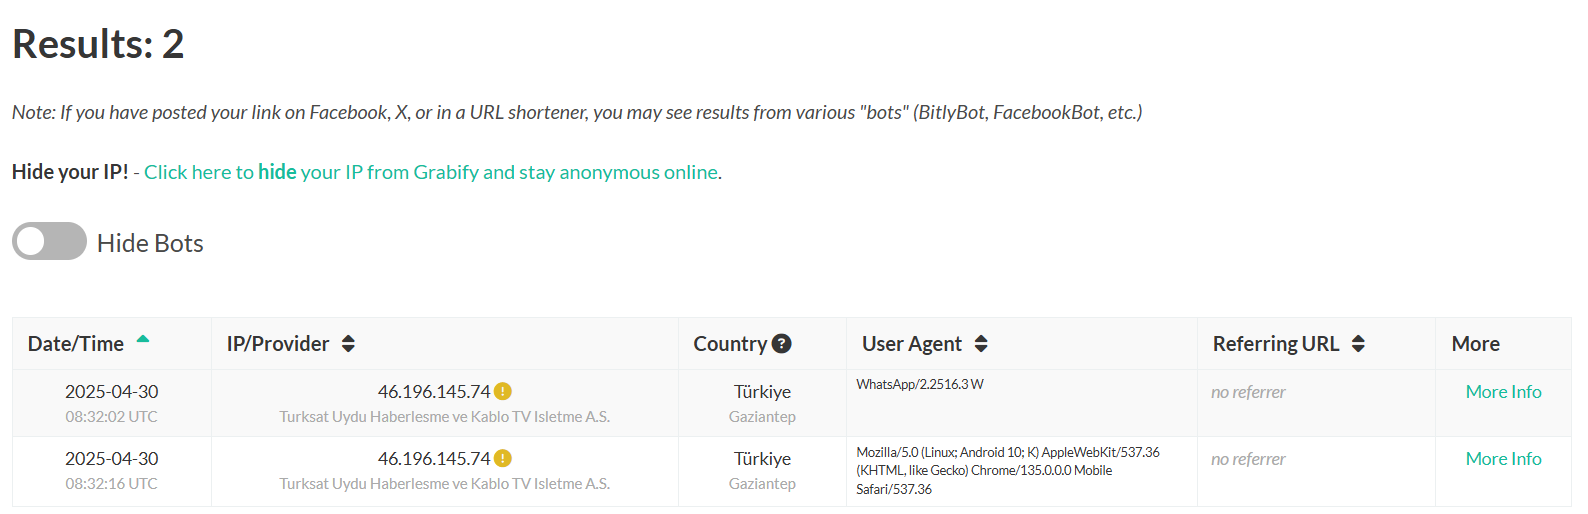 Results: 2
Note: If you have posted your link on Facebook, X, or in a URL shortener, you may see results from various "bots" (BitlyBot, FacebookBot, etc.)
Hide your IP! - Click here to hide your IP from Grabify and stay anonymous online.
Hide Bots
Date/Time IP/Provider Country User Agent Referring URL More
2025-04-30 46.196.145.74 Türkiye WhatsApp/2.2516.3 W no referrer More Info
08:32:02 UTC Turksat Uydu Haberlesme ve Kablo TV Isletme A.S. Gaziantep
2025-04-30 46.196.145.74 Türkiye Mozilla/5.0 (Linux; Android 10; K) AppleWebKit/537.36 no referrer More Info
08:32:16 UTC Turksat Uydu Haberlesme ve Kablo TV Isletme A.S. Gaziantep (KHTML, like Gecko) Chrome/135.0.0.0 Mobile
Safari/537.36